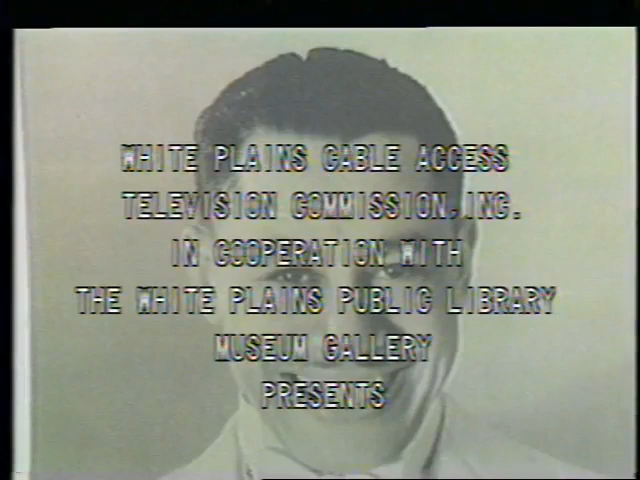 WHITE PLAINS CABLE ACCESS
TELEVISION COMMISSION, INC.
IN COOPERATION WITH
THE WHITE PLAINS PUBLIC LIBRARY
MUSEUM GALLERY
PRESENTS